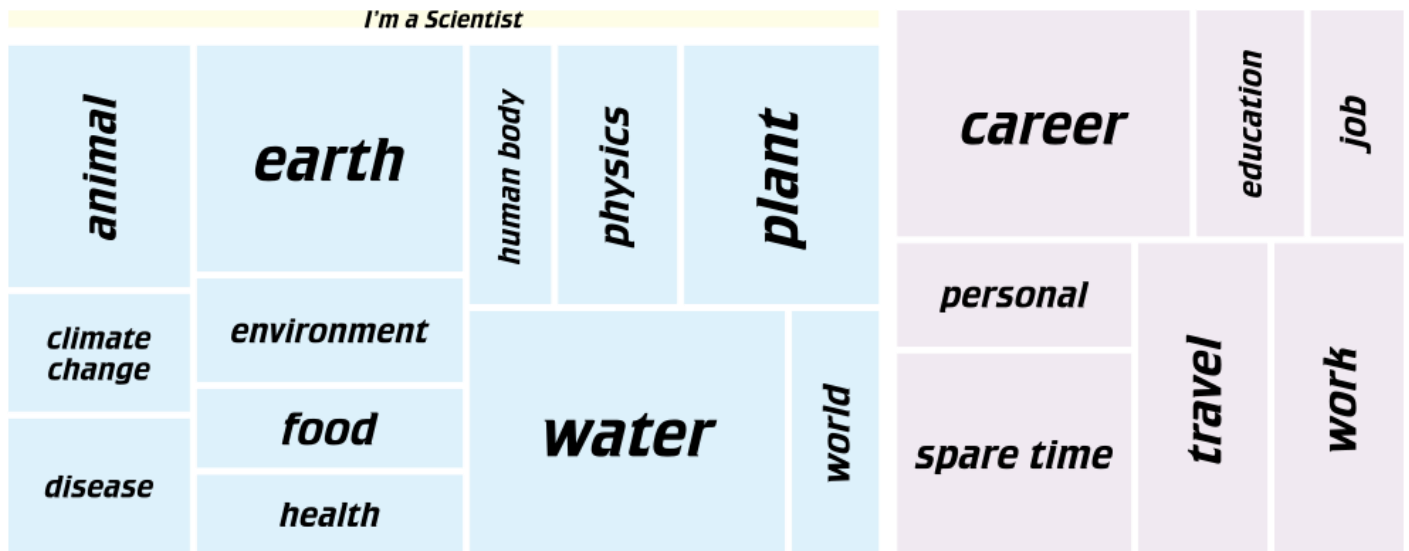 I'm a Scientist
animal
earth
human body
physics
plant
climate
change
environment
food
disease
health
water
world
career
education
job
personal
spare time
travel
work